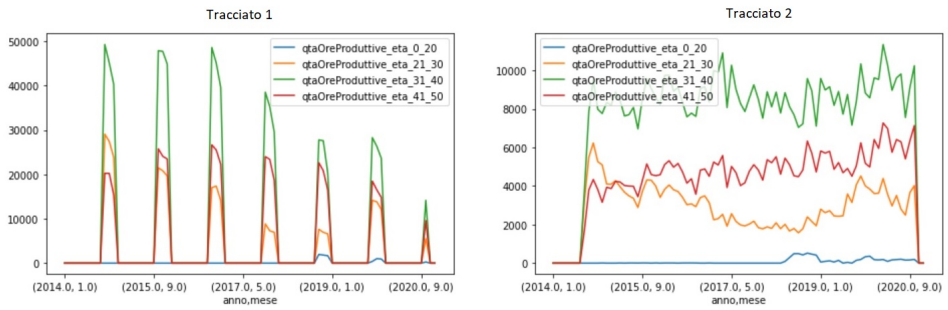 Tracciato 1
qtaOreProduttive_eta_0_20
qtaOreProduttive_eta_21_30
qtaOreProduttive_eta_31_40
qtaOreProduttive_eta_41_50
50000
40000
30000
20000
10000
0
(2014.0, 1.0)
(2015.0, 9.0)
(2017.0, 5.0)
(2019.0, 1.0)
(2020.0, 9.0)
anno,mese
Tracciato 2
qtaOreProduttive_eta_0_20
qtaOreProduttive_eta_21_30
qtaOreProduttive_eta_31_40
qtaOreProduttive_eta_41_50
10000
8000
6000
4000
2000
0
(2014.0, 1.0)
(2015.0, 9.0)
(2017.0, 5.0)
(2019.0, 1.0)
(2020.0, 9.0)
anno,mese